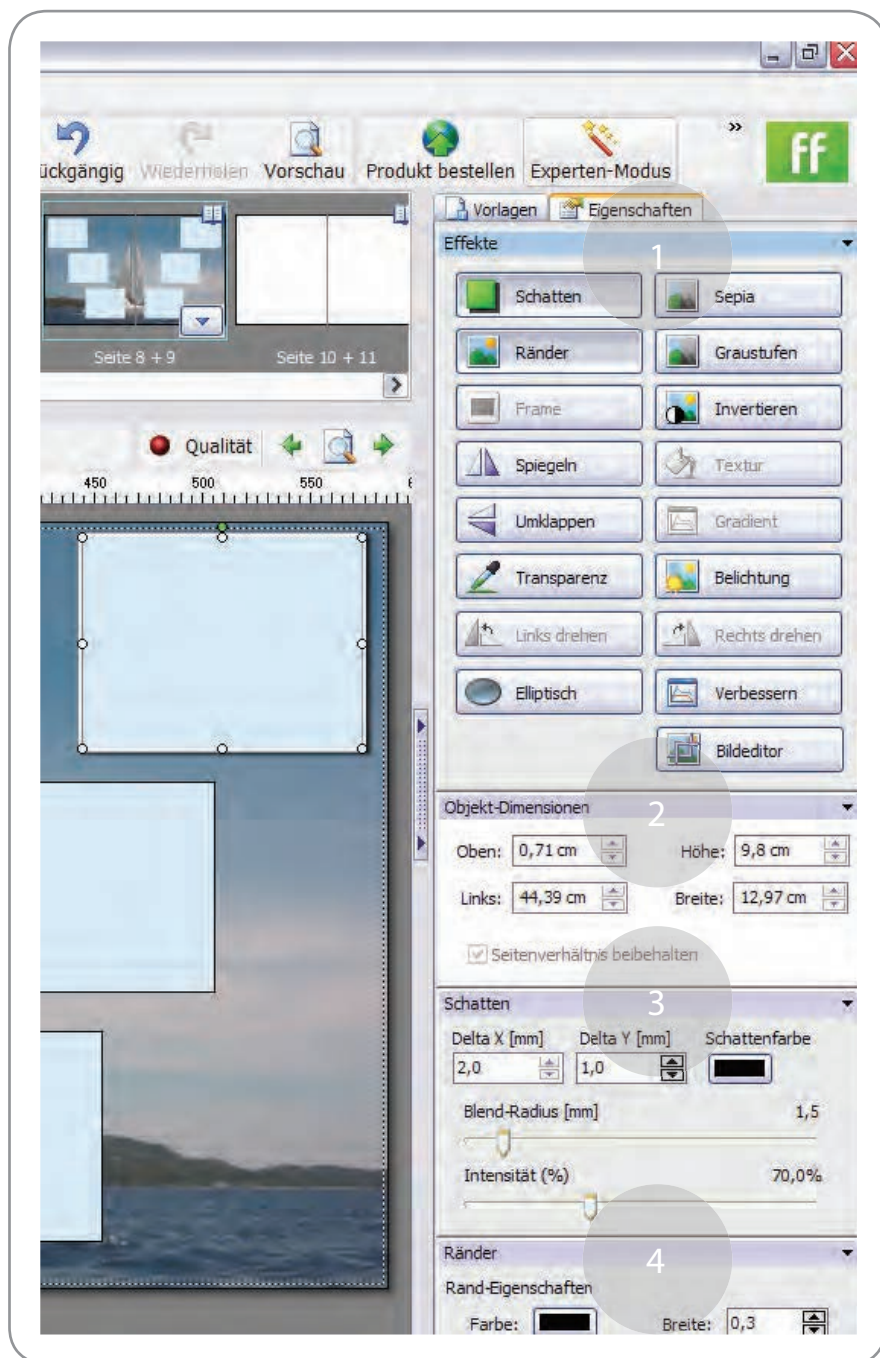 ückgängig Wiederholen Vorschau Produkt bestellen Experten-Modus » ff
Vorlagen Eigenschaften
Effekte 1
Schatten Sepia
Ränder Graustufen
Frame Invertieren
Spiegeln Textur
Umklappen Gradient
Transparenz Belichtung
Links drehen Rechts drehen
Elliptisch Verbessern
Bildeditor
Seite 8 + 9 Seite 10 + 11
Qualität
450 500 550 6
Objekt-Dimensionen 2
Oben: 0,71 cm Höhe: 9,8 cm
Links: 44,39 cm Breite: 12,97 cm
Seitenverhältnis beibehalten
Schatten 3
Delta X [mm] Delta Y [mm] Schattenfarbe
2,0 1,0
Blend-Radius [mm] 1,5
Intensität (%) 70,0%
Ränder 4
Rand-Eigenschaften
Farbe: Breite: 0,3